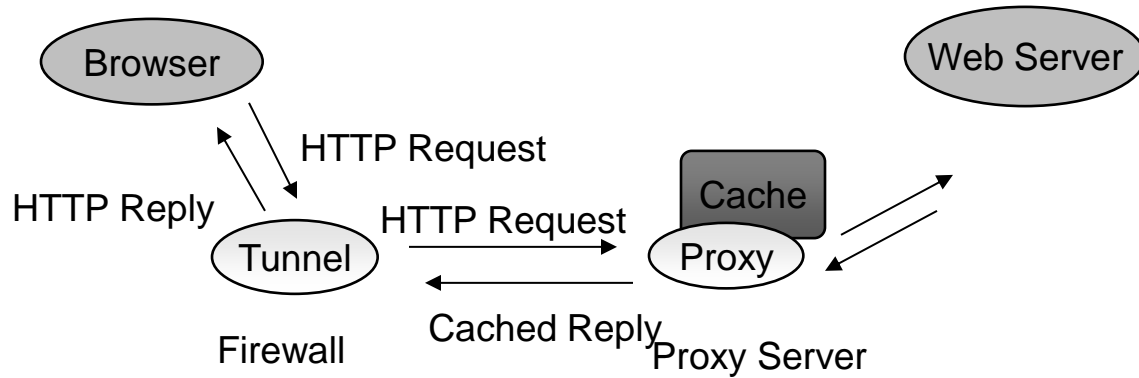 Browser
Web Server
HTTP Request
HTTP Reply
Cache
HTTP Request
Tunnel
Proxy
Cached Reply
Firewall
Proxy Server